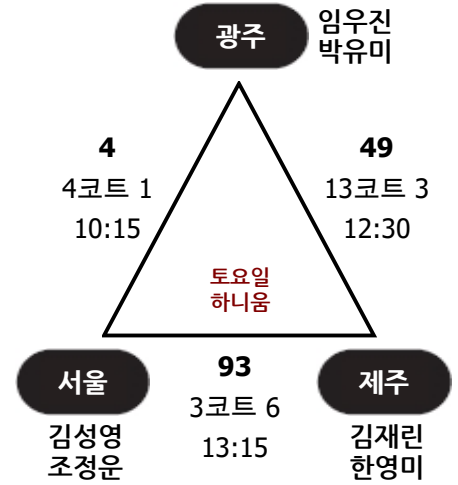 광주
임우진
박유미
4
4코트 1
10:15
49
13코트 3
12:30
토요일
하니움
서울
김성영
조정운
93
3코트 6
13:15
제주
김재린
한영미